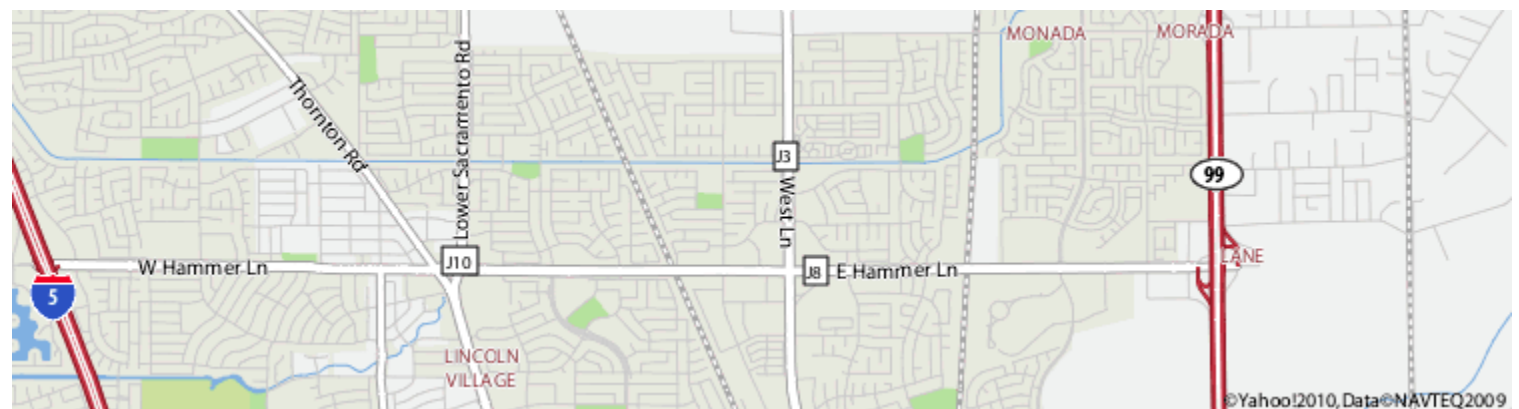 MONADA
MORADA
Thornton Rd
Lower Sacramento Rd
J3
99
West Ln
W Hammer Ln
J10
J8
E Hammer Ln
LANE
5
LINCOLN
VILLAGE
©Yahoo!2010, Data©NAVTEQ2009